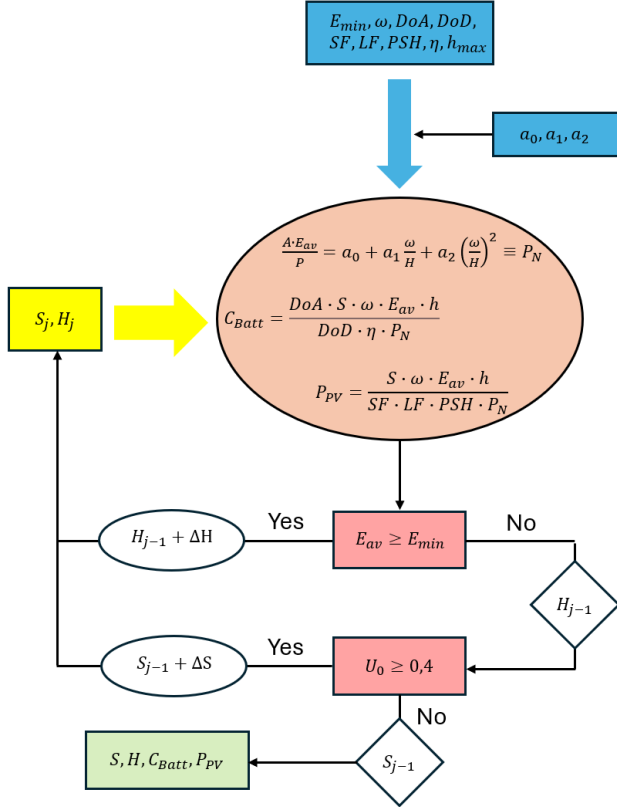 E_min, ω, DoA, DoD,
SF, LF, PSH, η, h_max
a_0, a_1, a_2
A·E_av/P = a_0 + a_1 ω/H + a_2 (ω/H)^2 ≡ P_N
S_j, H_j
C_Batt = DoA · S · ω · E_av · h / DoD · η · P_N
P_PV = S · ω · E_av · h / SF · LF · PSH · P_N
H_{j−1} + ΔH
Yes
E_av ≥ E_min
No
H_{j−1}
S_{j−1} + ΔS
Yes
U_0 ≥ 0,4
No
S_{j−1}
S, H, C_Batt, P_PV